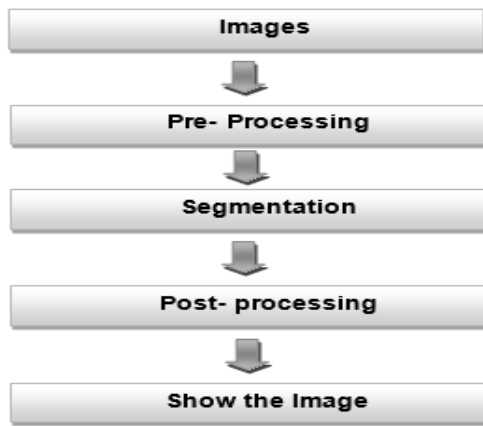 Images
Pre- Processing
Segmentation
Post- processing
Show the Image